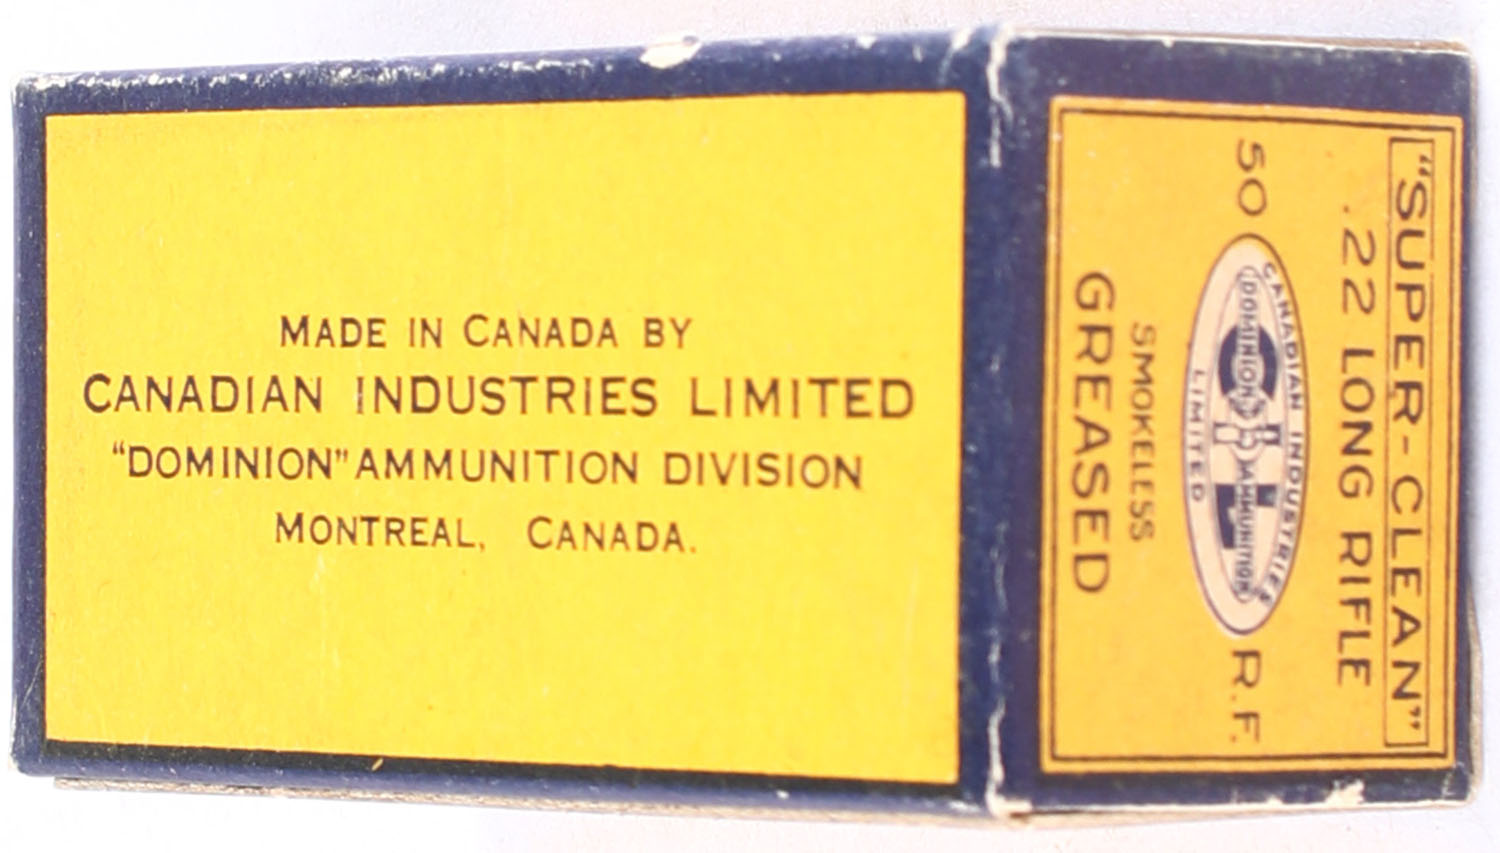 MADE IN CANADA BY
CANADIAN INDUSTRIES LIMITED
"DOMINION" AMMUNITION DIVISION
MONTREAL, CANADA.
"SUPER-CLEAN"
.22 LONG RIFLE
50 R.F.
CANADIAN INDUSTRIES
DOMINION AMMUNITION
LIMITED
SMOKELESS
GREASED